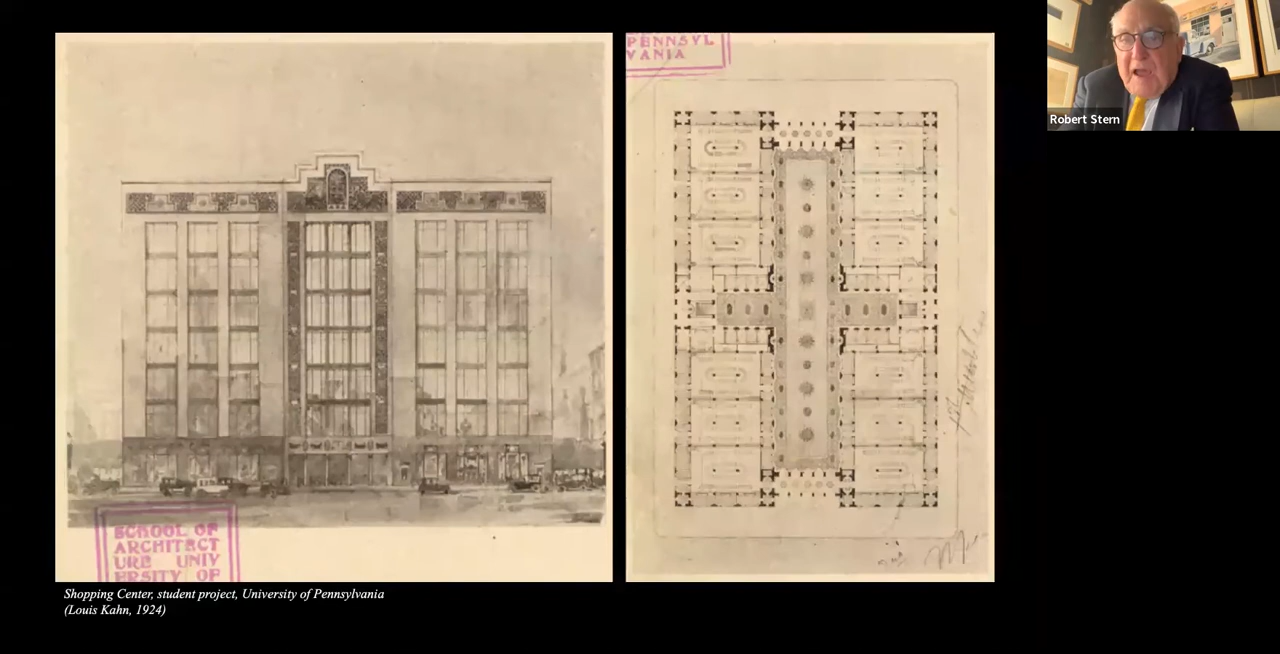 PENNSYL
VANIA
Robert Stern
SCHOOL OF
ARCHITECT
URE UNIV
ERSITY OF
Shopping Center, student project, University of Pennsylvania
(Louis Kahn, 1924)